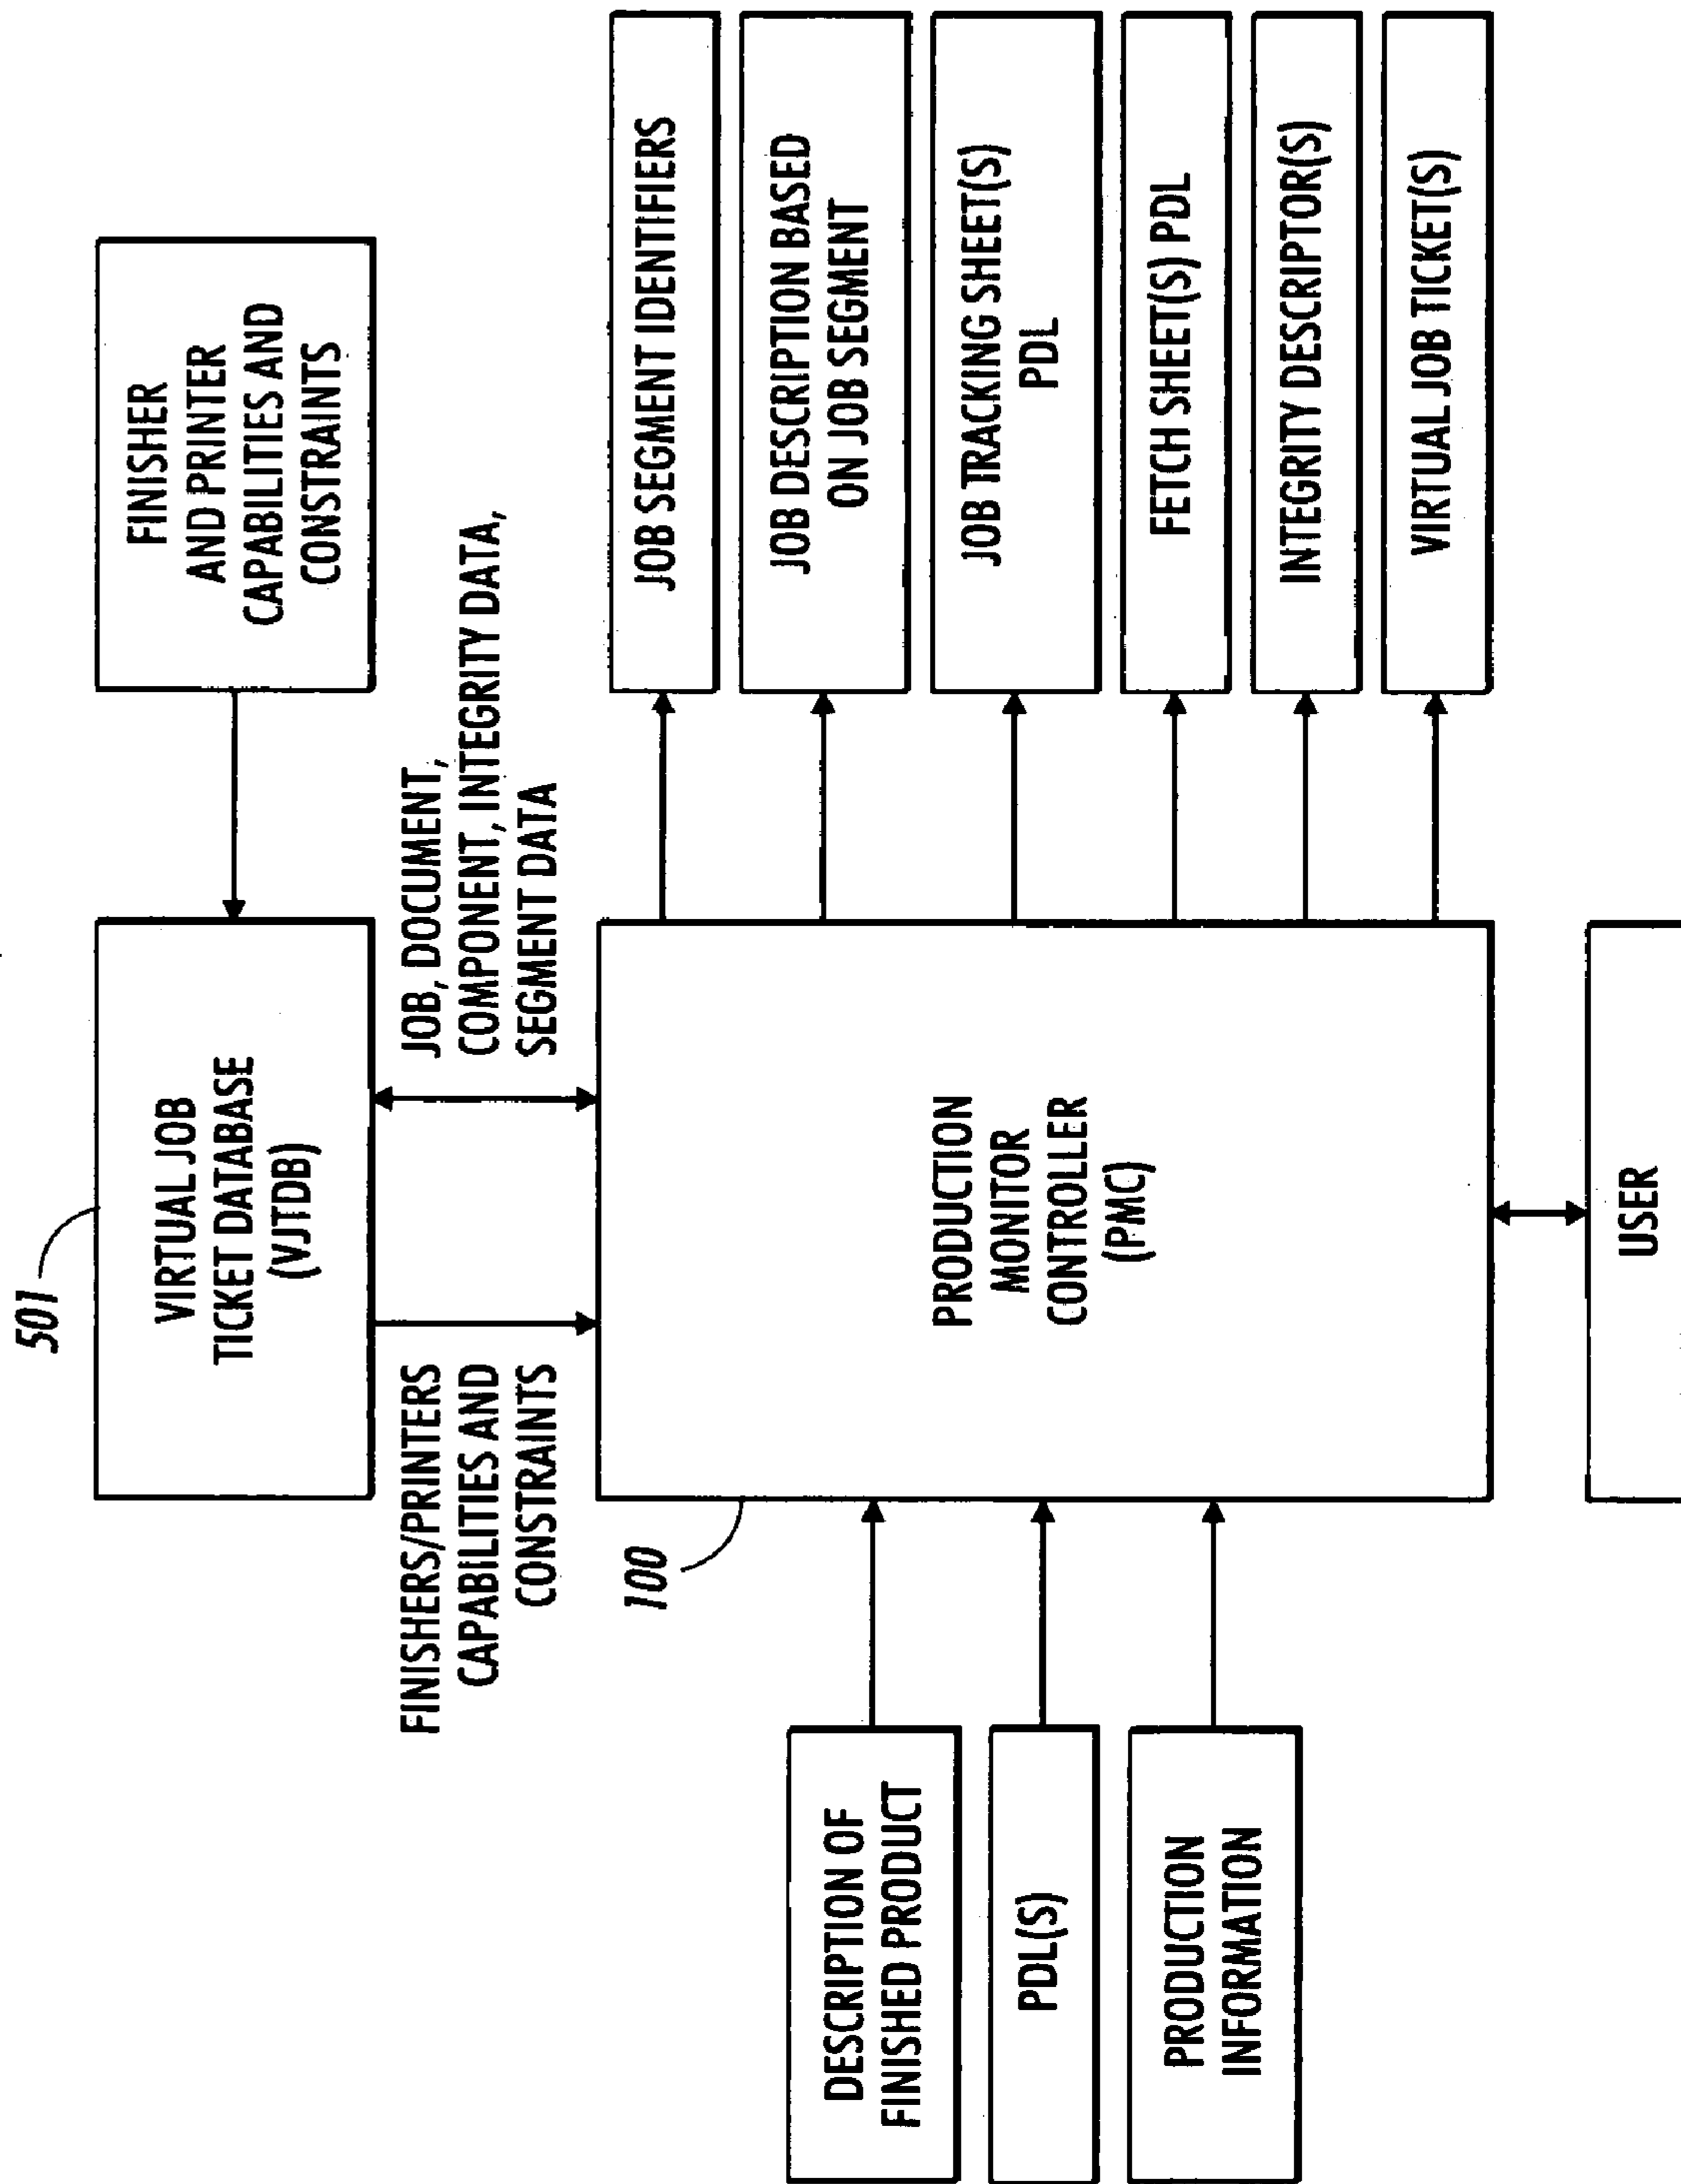 501
VIRTUAL JOB
TICKET DATABASE
(VJTDB)
FINISHER
AND PRINTER
CAPABILITIES AND
CONSTRAINTS
FINISHERS/PRINTERS
CAPABILITIES AND
CONSTRAINTS
JOB, DOCUMENT,
COMPONENT, INTEGRITY DATA,
SEGMENT DATA
100
PRODUCTION
MONITOR
CONTROLLER
(PMC)
DESCRIPTION OF
FINISHED PRODUCT
PDL(S)
PRODUCTION
INFORMATION
JOB SEGMENT IDENTIFIERS
JOB DESCRIPTION BASED
ON JOB SEGMENT
JOB TRACKING SHEET(S)
PDL
FETCH SHEET(S) PDL
INTEGRITY DESCRIPTOR(S)
VIRTUAL JOB TICKET(S)
USER